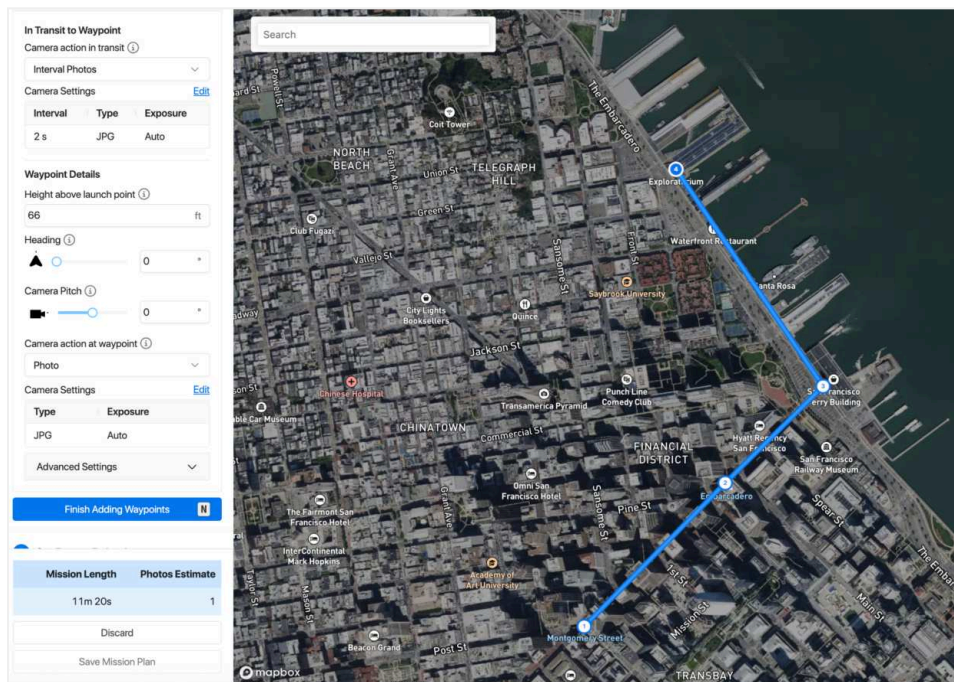 In Transit to Waypoint
Camera action in transit
Interval Photos
Camera Settings Edit
Interval Type Exposure
2 s JPG Auto
Waypoint Details
Height above launch point
66 ft
Heading
0 °
Camera Pitch
0 °
Camera action at waypoint
Photo
Camera Settings Edit
Type Exposure
JPG Auto
Advanced Settings
Finish Adding Waypoints N
Mission Length Photos Estimate
11m 20s 1
Discard
Save Mission Plan
Search
Powell St
Coit Tower
The Embarcadero
NORTH
BEACH
Grant Ave
Union St
TELEGRAPH
HILL
4
Green St
Club Fugazi
Vallejo St
Sansome St
Front St
Waterfront Restaurant
Saybrook University
City Lights
Booksellers
Quince
Jackson St
Chinese Hospital
Transamerica Pyramid
Punch Line
Comedy Club
3
CHINATOWN
Commercial St
FINANCIAL
DISTRICT
Hyatt Regency
San Francisco
San Francisco
Railway Museum
Omni San
Francisco Hotel
2
Embarcadero
The Fairmont San
Francisco Hotel
Grant Ave
Sansome St
Pine St
Spear St
InterContinental
Mark Hopkins
Academy of
Art University
Taylor St
Mason St
1st St
Mission St
Main St
1
Montgomery Street
Beacon Grand
Post St
mapbox
TRANSBAY